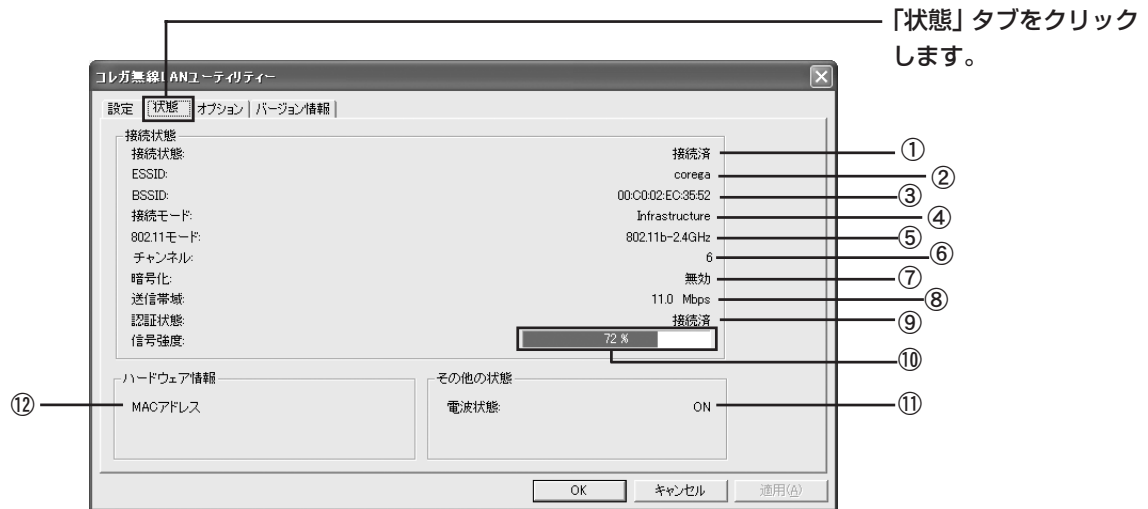 「状態」タブをクリック
します。
コレガ無線LANユーティリティー
設定 状態 オプション バージョン情報
接続状態
接続状態: 接続済 ①
ESSID: corega ②
BSSID: 00:C0:02:EC:35:52 ③
接続モード: Infrastructure ④
802.11モード: 802.11b-2.4GHz ⑤
チャンネル: 6 ⑥
暗号化: 無効 ⑦
送信帯域: 11.0 Mbps ⑧
認証状態: 接続済 ⑨
信号強度: 72 % ⑩
ハードウェア情報 その他の状態
⑫ MACアドレス 電波状態: ON ⑪
OK キャンセル 適用(A)